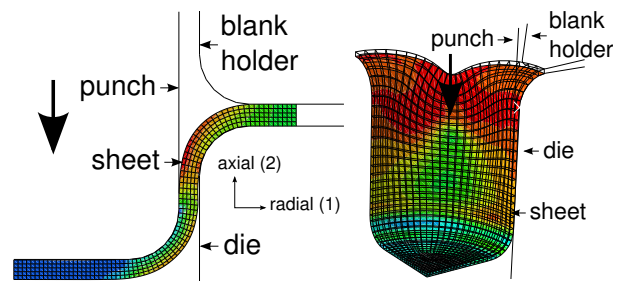 blank
holder
punch
sheet
axial (2)
radial (1)
die
blank
holder
punch
die
sheet